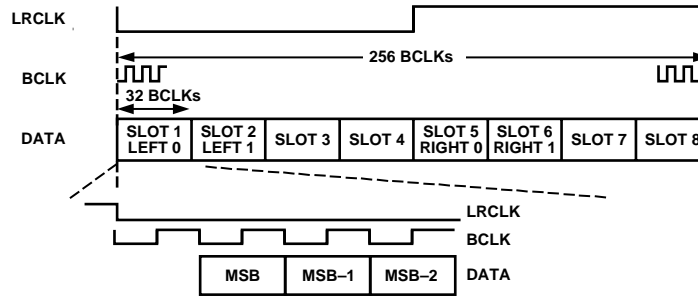 LRCLK
256 BCLKs
BCLK
32 BCLKs
DATA
SLOT 1
LEFT 0
SLOT 2
LEFT 1
SLOT 3
SLOT 4
SLOT 5
RIGHT 0
SLOT 6
RIGHT 1
SLOT 7
SLOT 8
LRCLK
BCLK
MSB
MSB–1
MSB–2
DATA